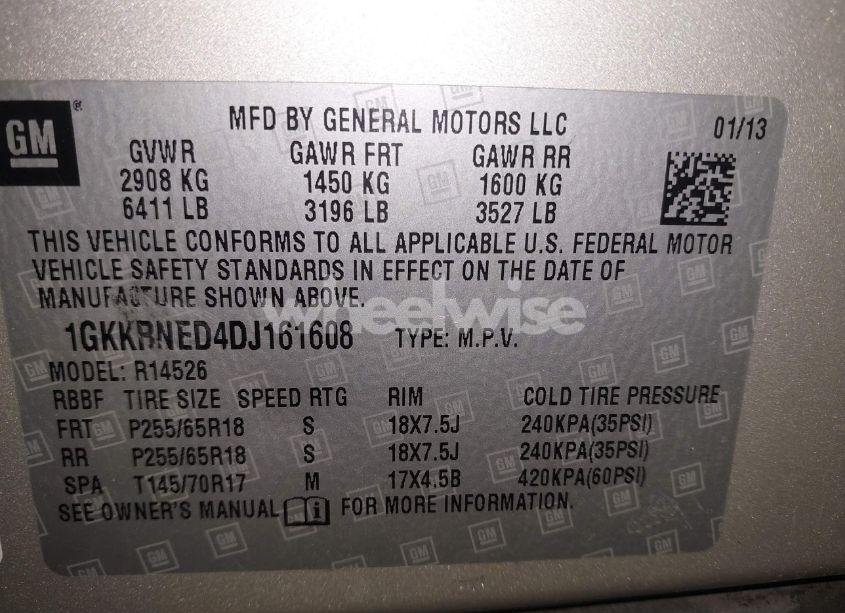 GM®
MFD BY GENERAL MOTORS LLC 01/13
GVWR GAWR FRT GAWR RR
2908 KG 1450 KG 1600 KG
6411 LB 3196 LB 3527 LB
THIS VEHICLE CONFORMS TO ALL APPLICABLE U.S. FEDERAL MOTOR
VEHICLE SAFETY STANDARDS IN EFFECT ON THE DATE OF
MANUFACTURE SHOWN ABOVE.
wheelwise
1GKKRNED4DJ161608 TYPE: M.P.V.
MODEL: R14526
RBBF TIRE SIZE SPEED RTG RIM COLD TIRE PRESSURE
FRT P255/65R18 S 18X7.5J 240KPA(35PSI)
RR P255/65R18 S 18X7.5J 240KPA(35PSI)
SPA T145/70R17 M 17X4.5B 420KPA(60PSI)
SEE OWNER'S MANUAL i FOR MORE INFORMATION.